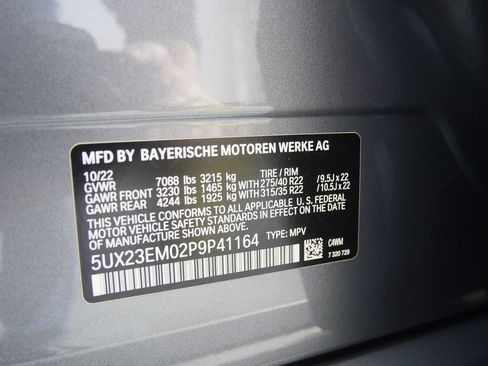 MFD BY BAYERISCHE MOTOREN WERKE AG
10/22 TIRE / RIM
GVWR 7088 lbs 3215 kg
GAWR FRONT 3230 lbs 1465 kg WITH 275/40 R22 / 9.5J x 22
GAWR REAR 4244 lbs 1925 kg WITH 315/35 R22 / 10.5J x 22
THIS VEHICLE CONFORMS TO ALL APPLICABLE U.S. FEDERAL
MOTOR VEHICLE SAFETY STANDARDS IN EFFECT ON THE
DATE OF MANUFACTURE SHOWN ABOVE.
5UX23EM02P9P41164 TYPE: MPV
C4WM
7 320 729